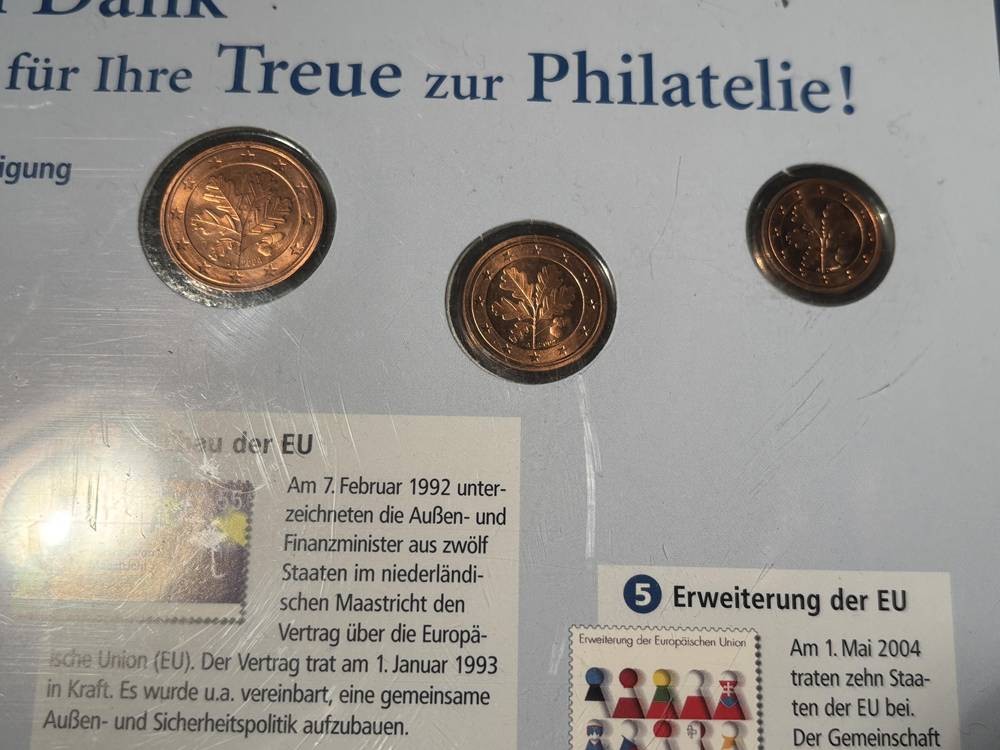 Dank
für Ihre Treue zur Philatelie!
igung
bau der EU
Am 7. Februar 1992 unter-
zeichneten die Außen- und
Finanzminister aus zwölf
Staaten im niederländi-
schen Maastricht den
Vertrag über die Europä-
ische Union (EU). Der Vertrag trat am 1. Januar 1993
in Kraft. Es wurde u.a. vereinbart, eine gemeinsame
Außen- und Sicherheitspolitik aufzubauen.
5 Erweiterung der EU
Erweiterung der Europäischen Union
Am 1. Mai 2004
traten zehn Staa-
ten der EU bei.
Der Gemeinschaft